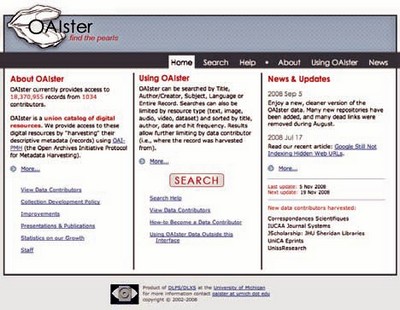 OAIster
find the pearls
Home Search Help • About Using OAIster News
About OAIster
OAIster currently provides access to
18,370,955 records from 1034
contributors.
OAIster is a union catalog of digital
resources. We provide access to these
digital resources by "harvesting" their
descriptive metadata (records) using OAI-
PMH (the Open Archives Initiative Protocol
for Metadata Harvesting).
More...
View Data Contributors
Collection Development Policy
Improvements
Presentations & Publications
Statistics on our Growth
Staff
Using OAIster
OAIster can be searched by Title,
Author/Creator, Subject, Language or
Entire Record. Searches can also be
limited by resource type (text, image,
audio, video, dataset) and sorted by title,
author, date and hit frequency. Results
allow further limiting by data contributor
(i.e., where the record was harvested
from).
More...
SEARCH
Search Help
View Data Contributors
How-to Become a Data Contributor
Using OAIster Data Outside this
Interface
News & Updates
2008 Sep 5
Enjoy a new, cleaner version of the
OAIster data. Many new repositories have
been added, and many dead links were
removed during August.
2008 Jul 17
Read our recent article: Google Still Not
Indexing Hidden Web URLs.
More...
Last update: 5 Nov 2008
Next update: 19 Nov 2008
New data contributors harvested:
Correspondances Scientifiques
IUCAA Journal Systems
JScholarship: JHU Sheridan Libraries
UniCA Eprints
UnissResearch
Product of DLPS/DLXS at the University of Michigan
for more information contact oaister at umich dot edu
copyright © 2002-2008